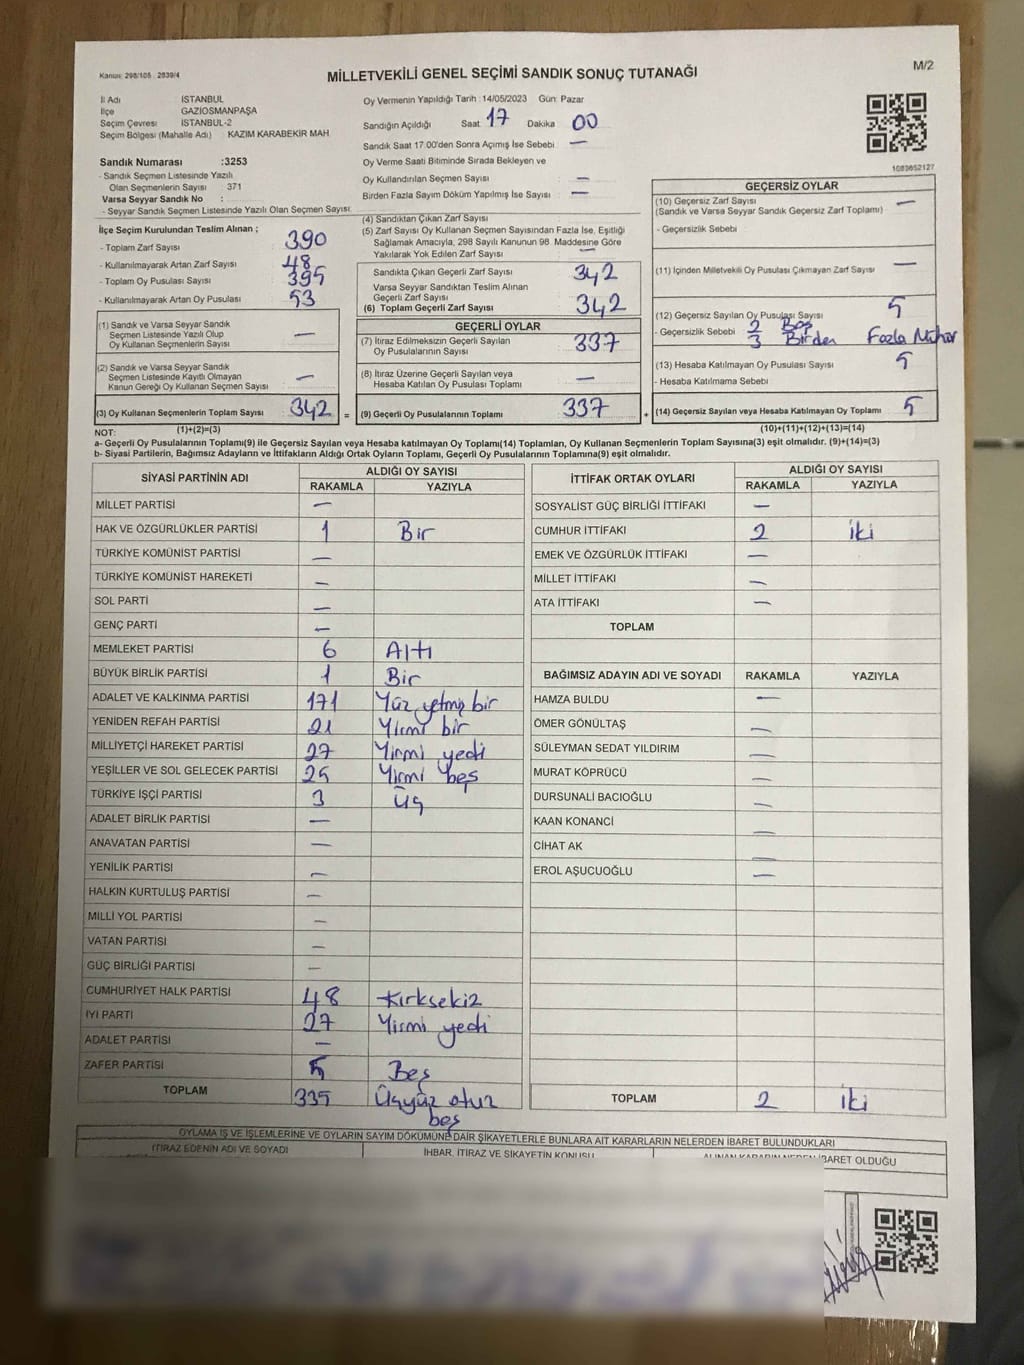 Kanun: 298/105 , 2839/4
MİLLETVEKİLİ GENEL SEÇİMİ SANDIK SONUÇ TUTANAĞI
M/2
İl Adı İSTANBUL
İlçe GAZİOSMANPAŞA
Seçim Çevresi İSTANBUL-2
Seçim Bölgesi (Mahalle Adı) KAZIM KARABEKİR MAH.
Oy Vermenin Yapıldığı Tarih :14/05/2023 Gün: Pazar
Sandığın Açıldığı Saat 17 Dakika 00
Sandık Saat 17.00'den Sonra Açımış İse Sebebi —
Oy Verme Saati Bitiminde Sırada Bekleyen ve
Oy Kullandırılan Seçmen Sayısı —
Birden Fazla Sayım Döküm Yapılmış İse Sayısı —
1083652127
Sandık Numarası :3253
- Sandık Seçmen Listesinde Yazılı
Olan Seçmenlerin Sayısı 371
Varsa Seyyar Sandık No :
- Seyyar Sandık Seçmen Listesinde Yazılı Olan Seçmen Sayısı:
İlçe Seçim Kurulundan Teslim Alınan ;
- Toplam Zarf Sayısı 390
- Kullanılmayarak Artan Zarf Sayısı 48
- Toplam Oy Pusulası Sayısı 395
- Kullanılmayarak Artan Oy Pusulası 53
(1) Sandık ve Varsa Seyyar Sandık
Seçmen Listesinde Yazılı Olup
Oy Kullanan Seçmenlerin Sayısı —
(2) Sandık ve Varsa Seyyar Sandık
Seçmen Listesinde Kayıtlı Olmayan
Kanun Gereği Oy Kullanan Seçmen Sayısı —
(3) Oy Kullanan Seçmenlerin Toplam Sayısı 342 =
(1)+(2)=(3)
(4) Sandıktan Çıkan Zarf Sayısı
(5) Zarf Sayısı Oy Kullanan Seçmen Sayısından Fazla İse, Eşitliği
Sağlamak Amacıyla, 298 Sayılı Kanunun 98. Maddesine Göre
Yakılarak Yok Edilen Zarf Sayısı —
Sandıkta Çıkan Geçerli Zarf Sayısı 342
Varsa Seyyar Sandıktan Teslim Alınan
Geçerli Zarf Sayısı
(6) Toplam Geçerli Zarf Sayısı 342
GEÇERLİ OYLAR
(7) İtiraz Edilmeksizin Geçerli Sayılan
Oy Pusulalarının Sayısı 337
(8) İtiraz Üzerine Geçerli Sayılan veya
Hesaba Katılan Oy Pusulası Toplamı —
(9) Geçerli Oy Pusulalarının Toplamı 337 +
GEÇERSİZ OYLAR
(10) Geçersiz Zarf Sayısı
(Sandık ve Varsa Seyyar Sandık Geçersiz Zarf Toplamı) —
- Geçersizlik Sebebi
(11) İçinden Milletvekili Oy Pusulası Çıkmayan Zarf Sayısı —
(12) Geçersiz Sayılan Oy Pusulası Sayısı 5
- Geçersizlik Sebebi 2 Boş
3 Birden Fazla Mühür
(13) Hesaba Katılmayan Oy Pusulası Sayısı 5
- Hesaba Katılmama Sebebi
(14) Geçersiz Sayılan veya Hesaba Katılmayan Oy Toplamı 5
(10)+(11)+(12)+(13)=(14)
NOT:
a- Geçerli Oy Pusulalarının Toplamı(9) ile Geçersiz Sayılan veya Hesaba katılmayan Oy Toplamı(14) Toplamları, Oy Kullanan Seçmenlerin Toplam Sayısına(3) eşit olmalıdır. (9)+(14)=(3)
b- Siyasi Partilerin, Bağımsız Adayların ve İttifakların Aldığı Ortak Oyların Toplamı, Geçerli Oy Pusulalarının Toplamına(9) eşit olmalıdır.
SİYASİ PARTİNİN ADI ALDIĞI OY SAYISI
RAKAMLA YAZIYLA
MİLLET PARTİSİ —
HAK VE ÖZGÜRLÜKLER PARTİSİ 1 Bir
TÜRKİYE KOMÜNİST PARTİSİ —
TÜRKİYE KOMÜNİST HAREKETİ —
SOL PARTİ —
GENÇ PARTİ —
MEMLEKET PARTİSİ 6 Altı
BÜYÜK BİRLİK PARTİSİ 1 Bir
ADALET VE KALKINMA PARTİSİ 171 Yüz yetmiş bir
YENİDEN REFAH PARTİSİ 21 Yirmi bir
MİLLİYETÇİ HAREKET PARTİSİ 27 Yirmi yedi
YEŞİLLER VE SOL GELECEK PARTİSİ 25 Yirmi beş
TÜRKİYE İŞÇİ PARTİSİ 3 Üç
ADALET BİRLİK PARTİSİ —
ANAVATAN PARTİSİ —
YENİLİK PARTİSİ —
HALKIN KURTULUŞ PARTİSİ —
MİLLİ YOL PARTİSİ —
VATAN PARTİSİ —
GÜÇ BİRLİĞİ PARTİSİ —
CUMHURİYET HALK PARTİSİ 48 Kırksekiz
İYİ PARTİ 27 Yirmi yedi
ADALET PARTİSİ —
ZAFER PARTİSİ 5 Beş
TOPLAM 335 Üçyüz otuz
beş
İTTİFAK ORTAK OYLARI ALDIĞI OY SAYISI
RAKAMLA YAZIYLA
SOSYALİST GÜÇ BİRLİĞİ İTTİFAKI —
CUMHUR İTTİFAKI 2 iki
EMEK VE ÖZGÜRLÜK İTTİFAKI —
MİLLET İTTİFAKI —
ATA İTTİFAKI —
TOPLAM
BAĞIMSIZ ADAYIN ADI VE SOYADI RAKAMLA YAZIYLA
HAMZA BULDU —
ÖMER GÖNÜLTAŞ —
SÜLEYMAN SEDAT YILDIRIM —
MURAT KÖPRÜCÜ —
DURSUNALİ BACIOĞLU —
KAAN KONANCİ —
CİHAT AK —
EROL AŞUCUOĞLU —
TOPLAM 2 iki
OYLAMA İŞ VE İŞLEMLERİNE VE OYLARIN SAYIM DÖKÜMÜNE DAİR ŞİKAYETLERLE BUNLARA AİT KARARLARIN NELERDEN İBARET BULUNDUKLARI
İTİRAZ EDENİN ADI VE SOYADI İHBAR, İTİRAZ VE ŞİKAYETİN KONUSU ALINAN KARARIN NEDEN İBARET OLDUĞU